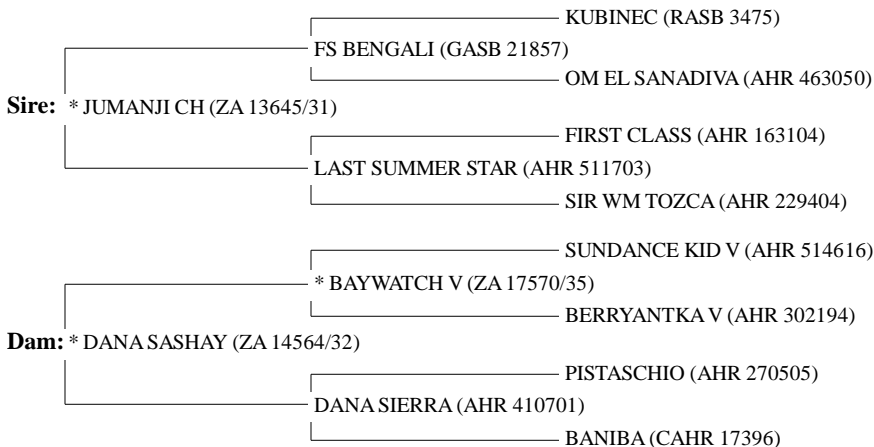 KUBINEC (RASB 3475)
FS BENGALI (GASB 21857)
OM EL SANADIVA (AHR 463050)
Sire: * JUMANJI CH (ZA 13645/31)
FIRST CLASS (AHR 163104)
LAST SUMMER STAR (AHR 511703)
SIR WM TOZCA (AHR 229404)
SUNDANCE KID V (AHR 514616)
* BAYWATCH V (ZA 17570/35)
BERRYANTKA V (AHR 302194)
Dam: * DANA SASHAY (ZA 14564/32)
PISTASCHIO (AHR 270505)
DANA SIERRA (AHR 410701)
BANIBA (CAHR 17396)